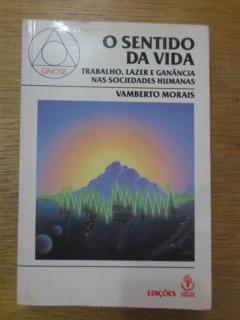 GNOSE
O SENTIDO
DA VIDA
TRABALHO, LAZER E GANÂNCIA
NAS SOCIEDADES HUMANAS
VAMBERTO MORAIS
EDIÇÕES